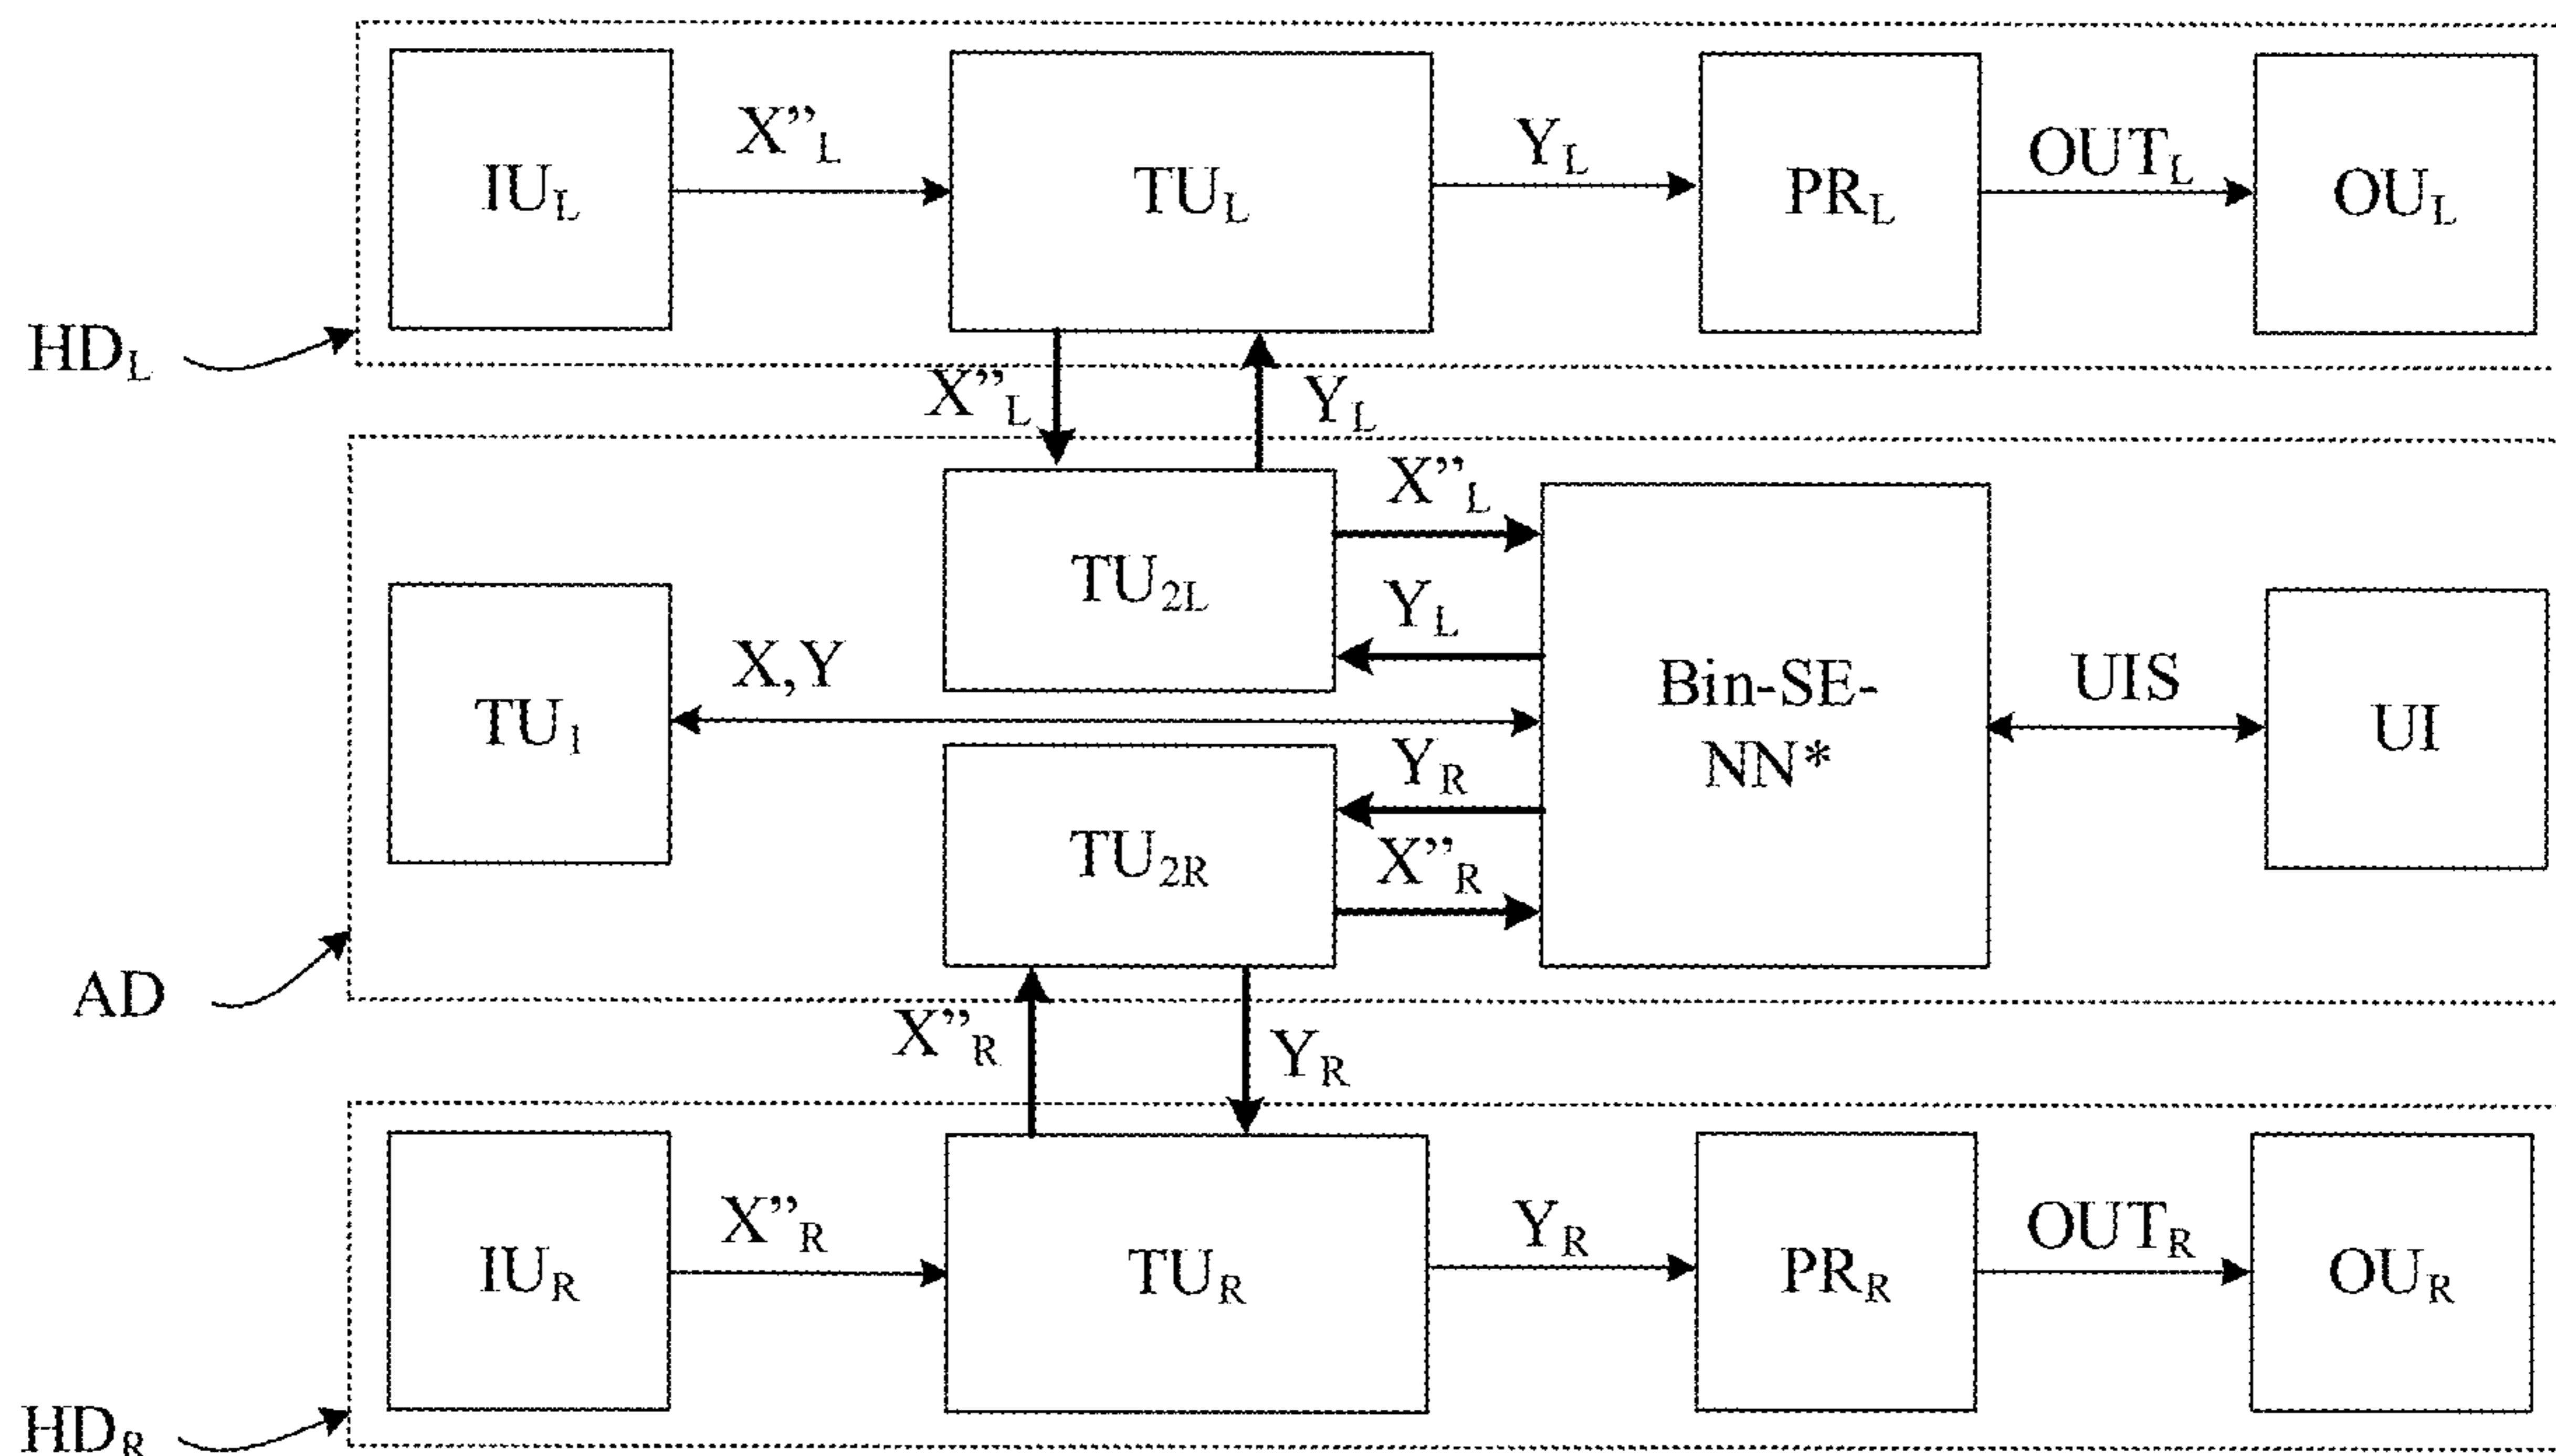 IU_L
X”_L
TU_L
Y_L
PR_L
OUT_L
OU_L
HD_L
X”_L
Y_L
TU_2L
X”_L
Y_L
TU_1
X,Y
Bin-SE-
NN*
UIS
UI
TU_2R
Y_R
X”_R
AD
X”_R
Y_R
IU_R
X”_R
TU_R
Y_R
PR_R
OUT_R
OU_R
HD_R